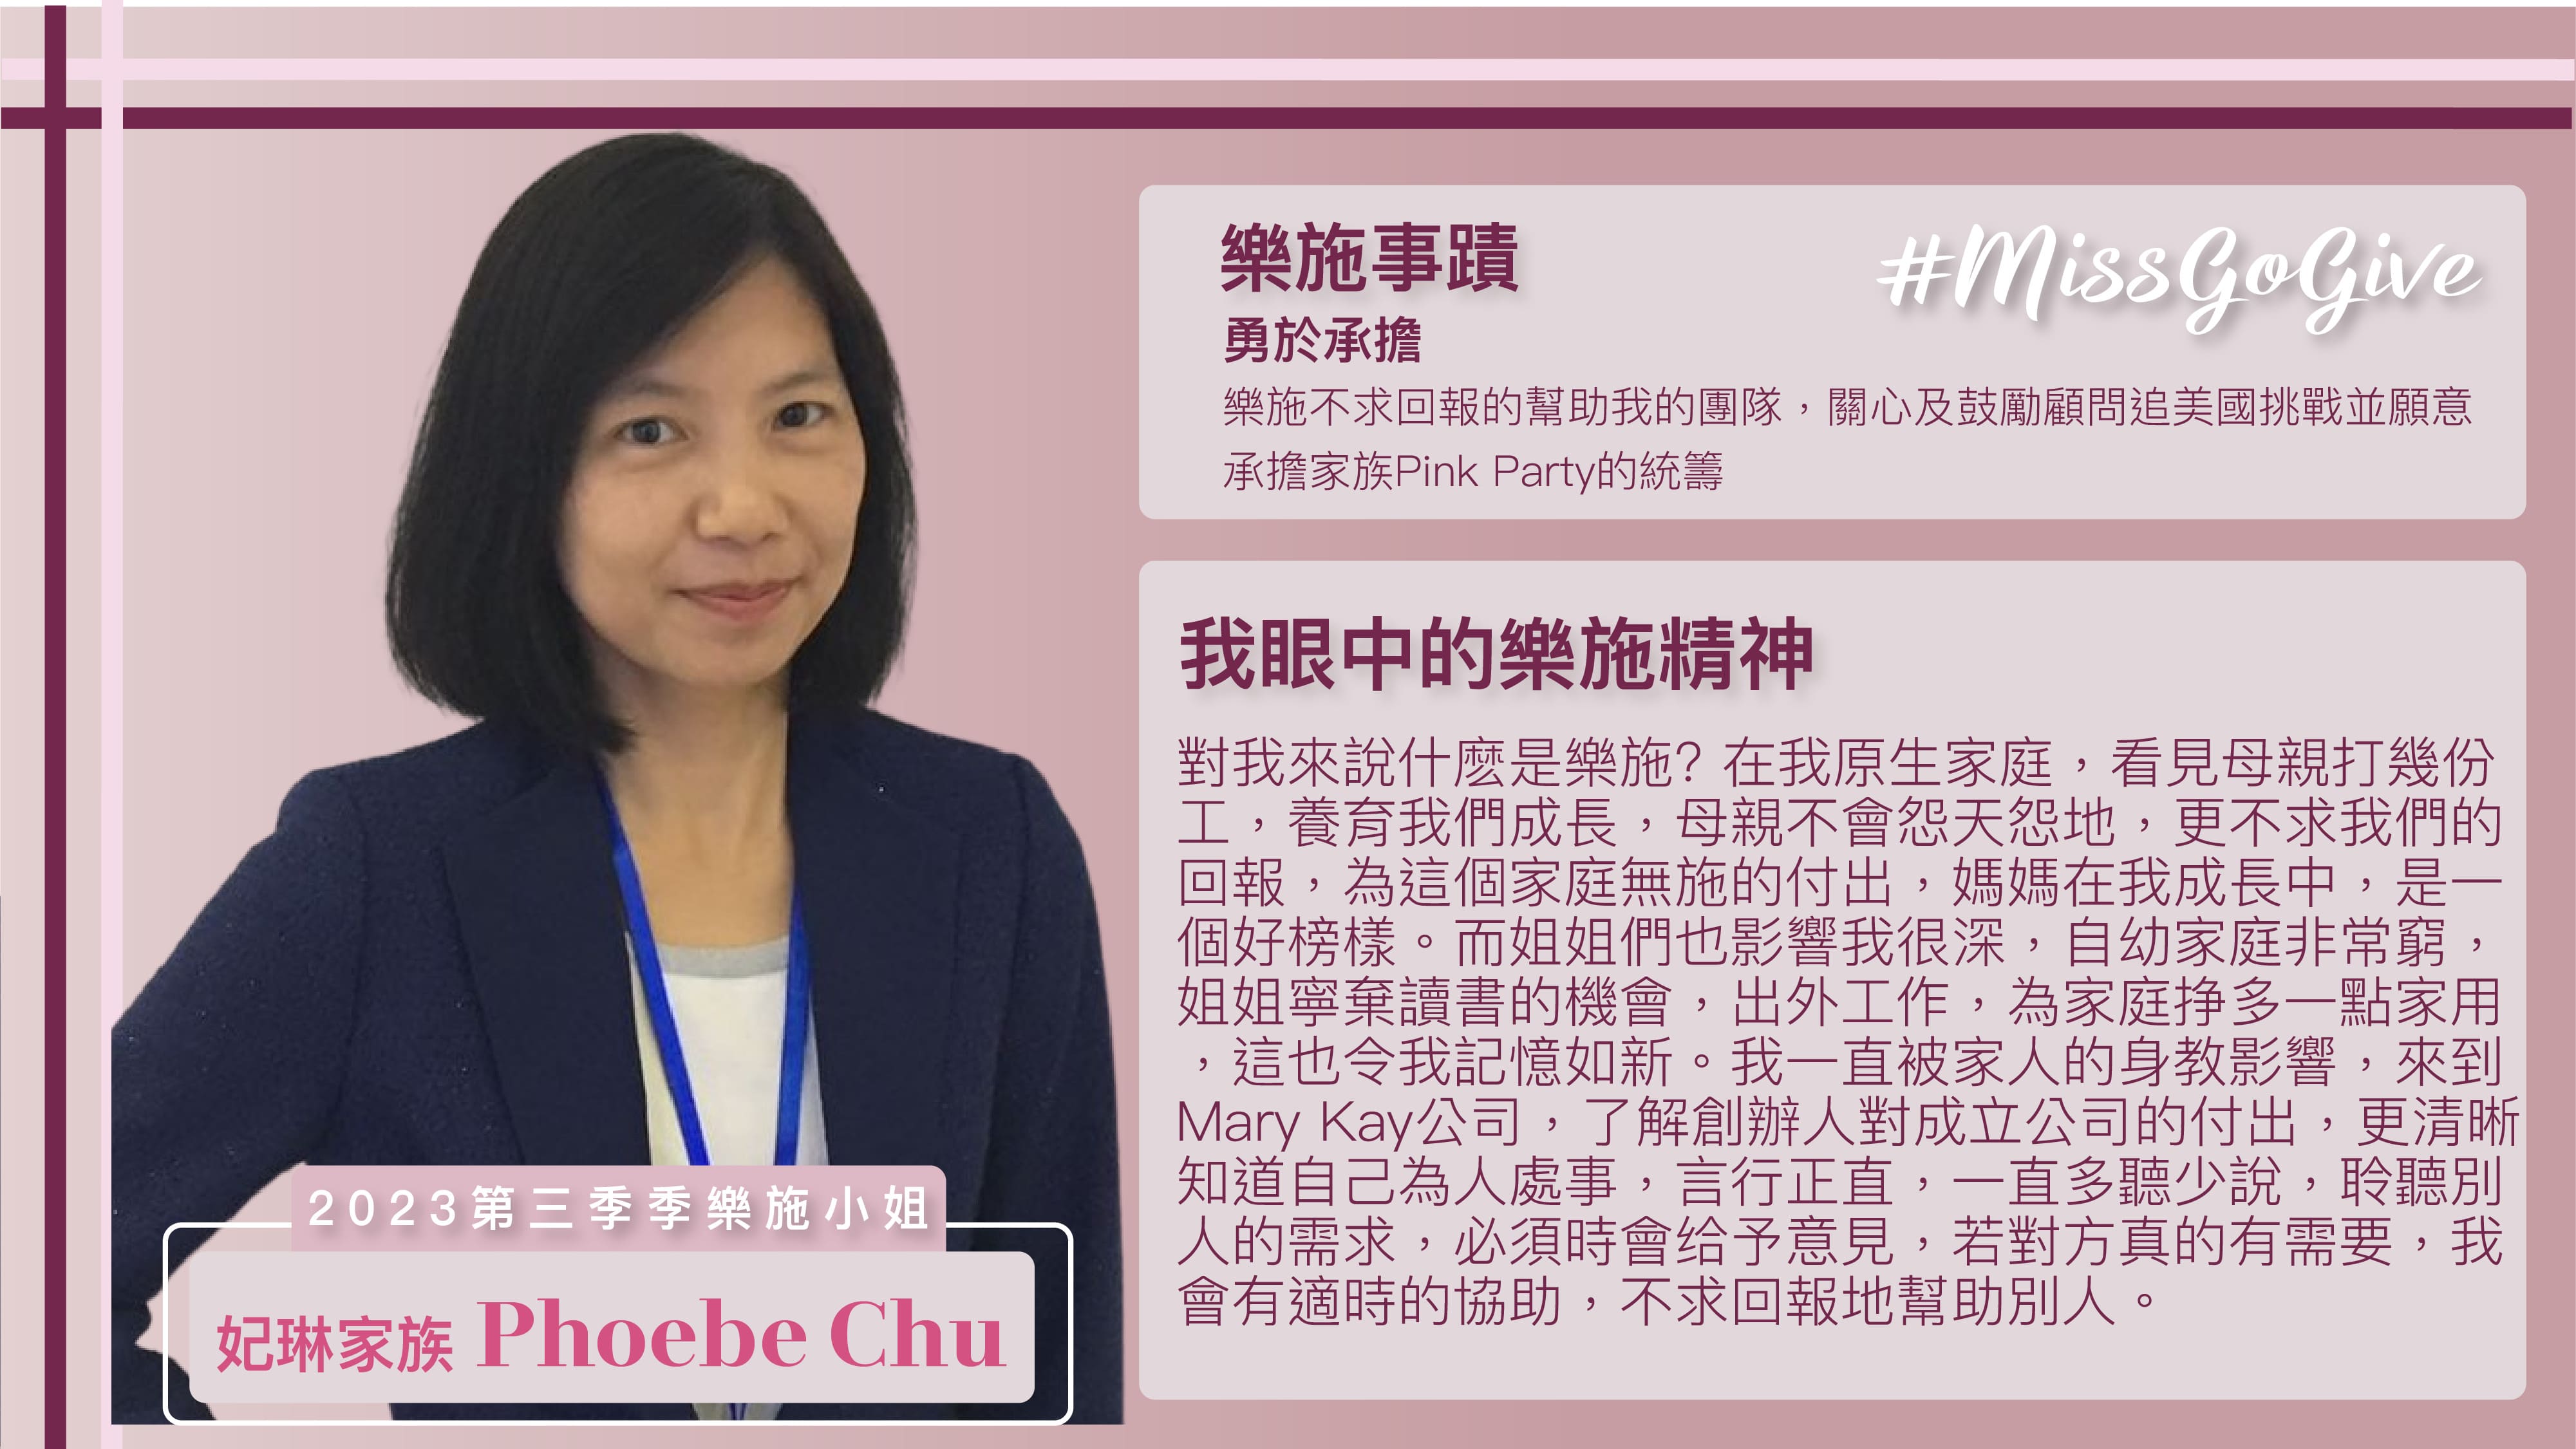 樂施事蹟
#MissGoGive
勇於承擔
樂施不求回報的幫助我的團隊，關心及鼓勵顧問追美國挑戰並願意
承擔家族Pink Party的統籌
我眼中的樂施精神
對我來說什麼是樂施？在我原生家庭，看見母親打幾份
工，養育我們成長，母親不會怨天怨地，更不求我們的
回報，為這個家庭無施的付出，媽媽在我成長中，是一
個好榜樣。而姐姐們也影響我很深，自幼家庭非常窮，
姐姐寧棄讀書的機會，出外工作，為家庭掙多一點家用
，這也令我記憶如新。我一直被家人的身教影響，來到
Mary Kay公司，了解創辦人對成立公司的付出，更清晰
知道自己為人處事，言行正直，一直多聽少說，聆聽別
人的需求，必須時會给予意見，若對方真的有需要，我
會有適時的協助，不求回報地幫助別人。
2023第三季季樂施小姐
妃琳家族 Phoebe Chu